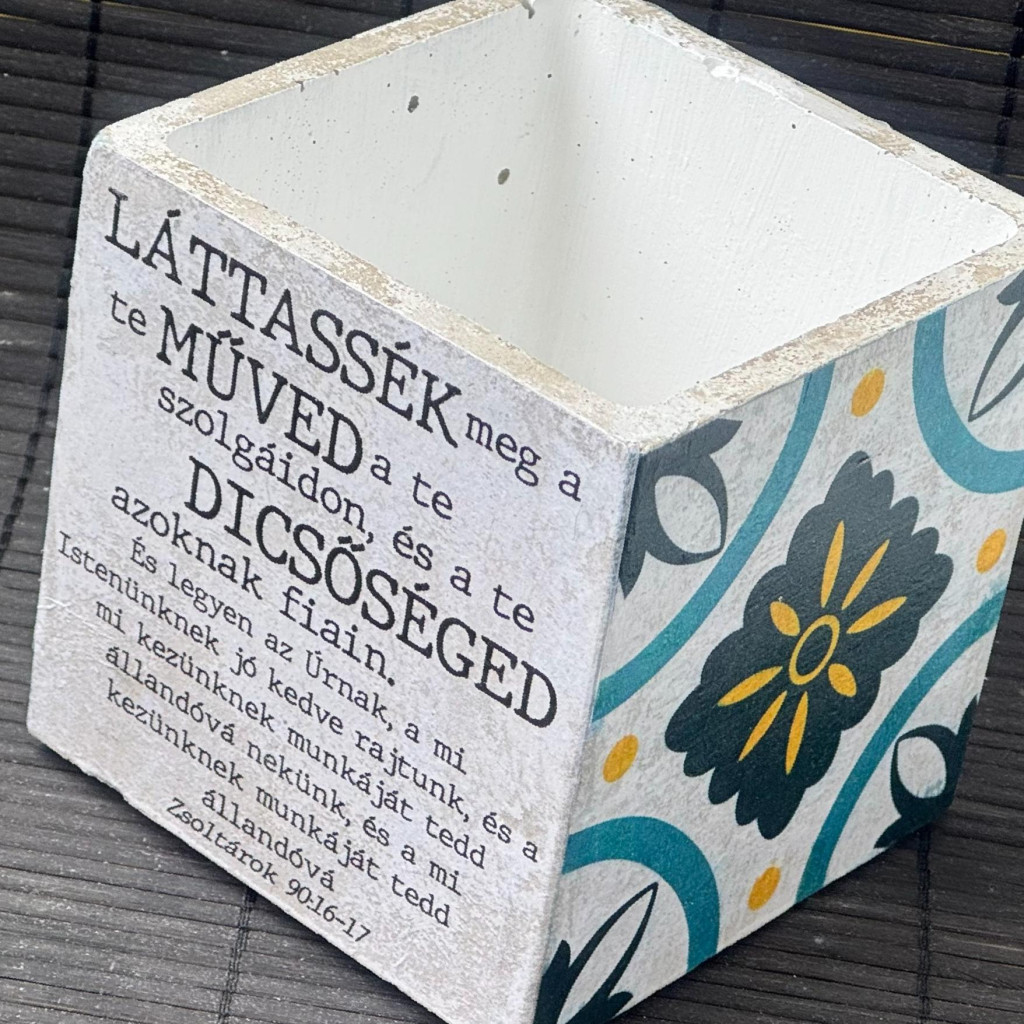 LÁTTASSÉK meg a
te MŰVED a te
szolgáidon, és a te
DICSŐSÉGED
azoknak fiain.
És legyen az Úrnak, a mi
Istenünknek jó kedve rajtunk, és a
mi kezünknek munkáját tedd
állandóvá nekünk, és a mi
kezünknek munkáját tedd
állandóvá
Zsoltárok 90:16-17